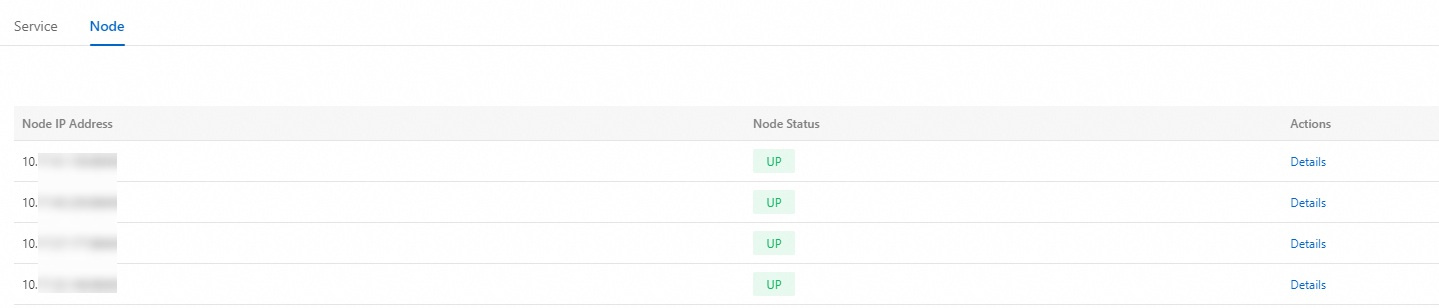 Service Node
Node IP Address Node Status Actions
10. UP Details
10. UP Details
10. UP Details
10. UP Details